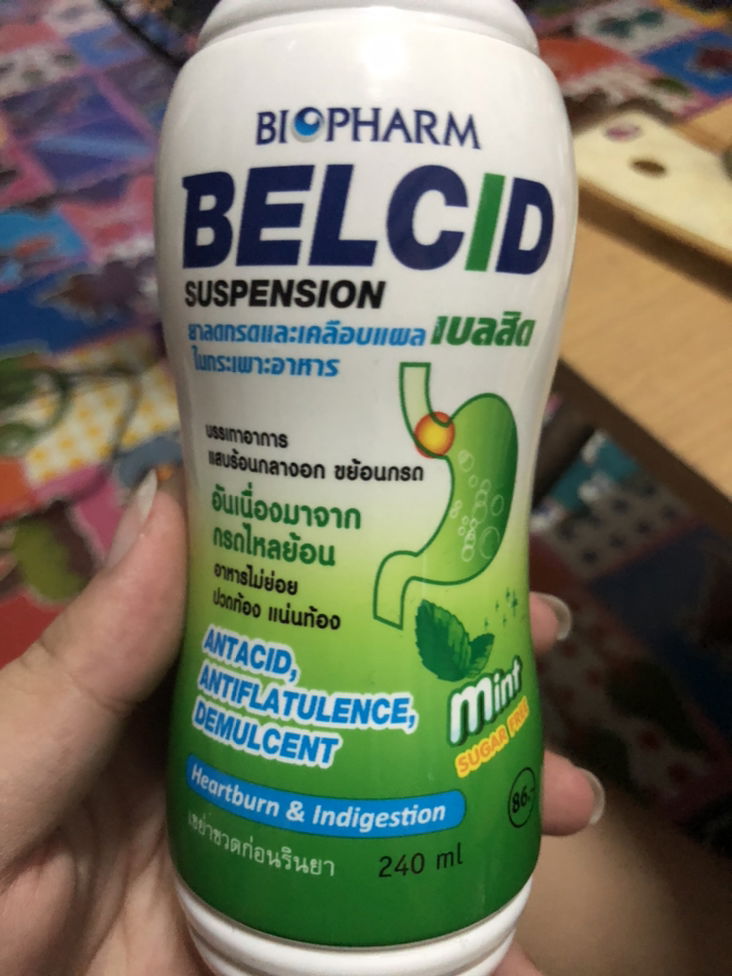 BIOPHARM
BELCID
SUSPENSION
ยาลดกรดและเคลือบแผล เบลสิด
ในกระเพาะอาหาร
บรรเทาอาการ
แสบร้อนกลางอก ขย้อนกรด
อันเนื่องมาจาก
กรดไหลย้อน
อาหารไม่ย่อย
ปวดท้อง แน่นท้อง
ANTACID,
ANTIFLATULENCE,
DEMULCENT
mint
SUGAR FREE
Heartburn & Indigestion
86.-
เขย่าขวดก่อนรินยา
240 ml